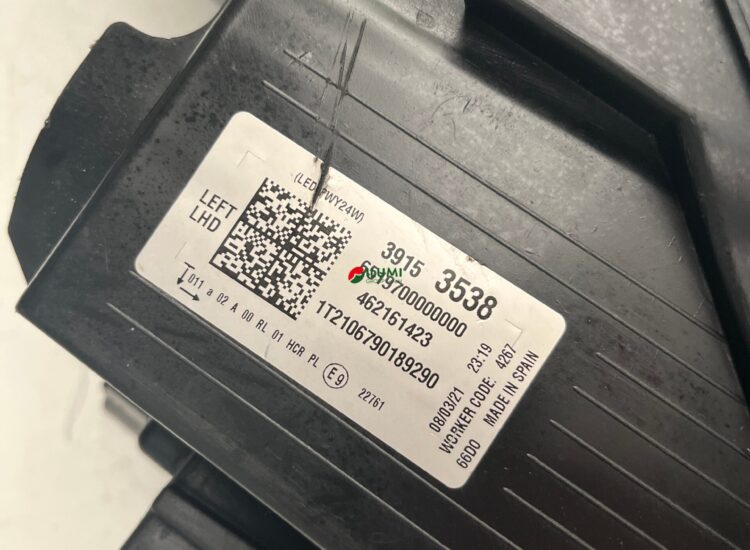 (LED/PWY24W)
LEFT
LHD
3915 3538
462161423
1T2106790189290
011 a 02 A 00 RL 01 HCR PL
E9
22761
08/03/21 23:19
WORKER CODE: 4267
66D0 MADE IN SPAIN